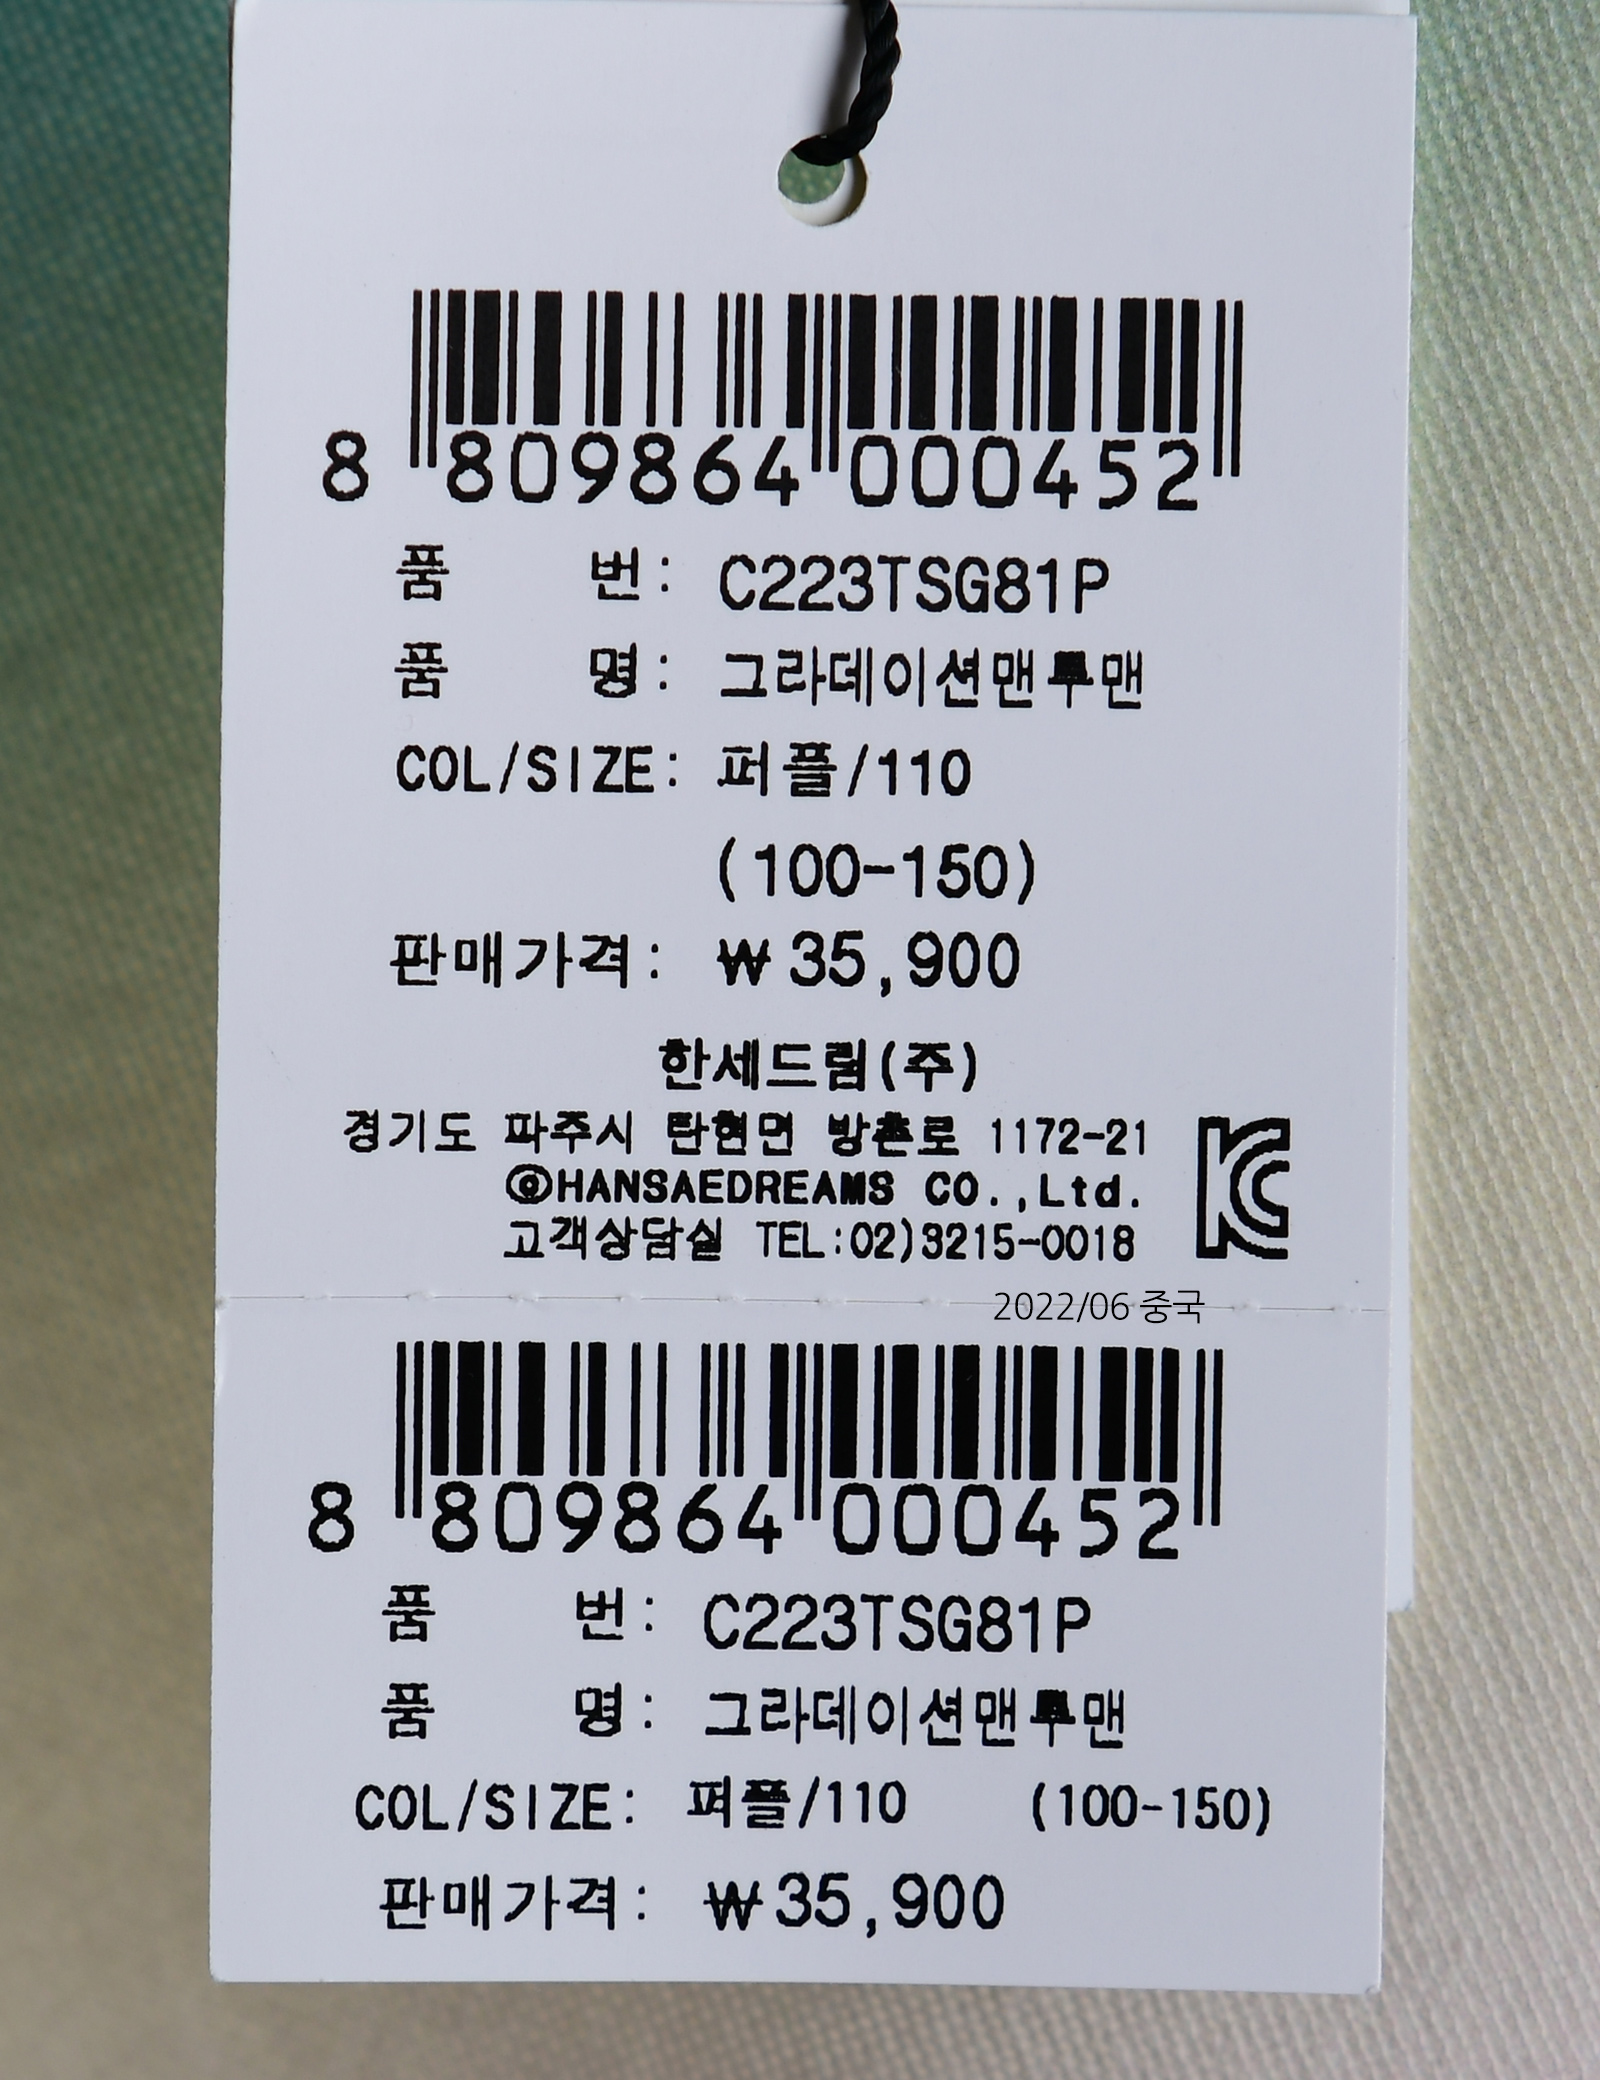 8 809864 000452
품 번: C223TSG81P
품 명: 그라데이션맨투맨
COL/SIZE: 퍼플/110
(100-150)
판매가격: ₩35,900
한세드림(주)
경기도 파주시 탄현면 방촌로 1172-21
©HANSAEDREAMS CO.,Ltd.
고객상담실 TEL:02)3215-0018
KC
2022/06 중국
8 809864 000452
품 번: C223TSG81P
품 명: 그라데이션맨투맨
COL/SIZE: 퍼플/110 (100-150)
판매가격: ₩35,900